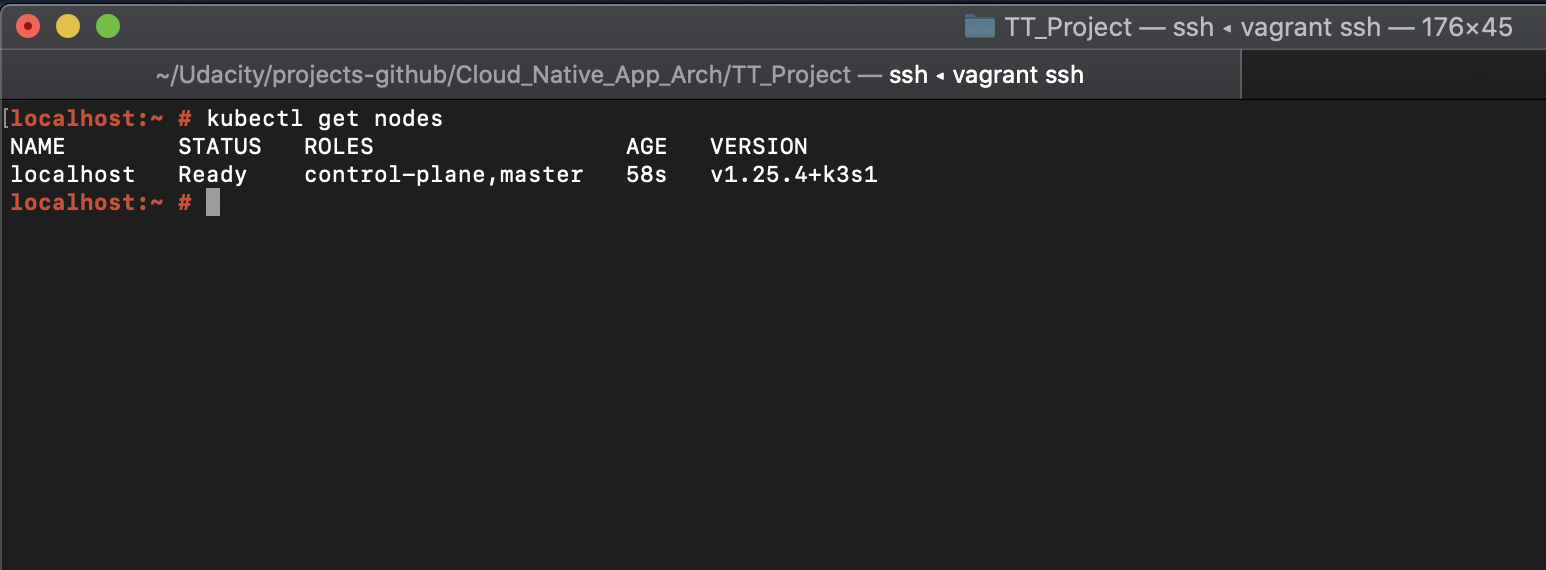 TT_Project — ssh ◂ vagrant ssh — 176×45
~/Udacity/projects-github/Cloud_Native_App_Arch/TT_Project — ssh ◂ vagrant ssh
[localhost:~ # kubectl get nodes
NAME        STATUS   ROLES                  AGE   VERSION
localhost   Ready    control-plane,master   58s   v1.25.4+k3s1
localhost:~ #